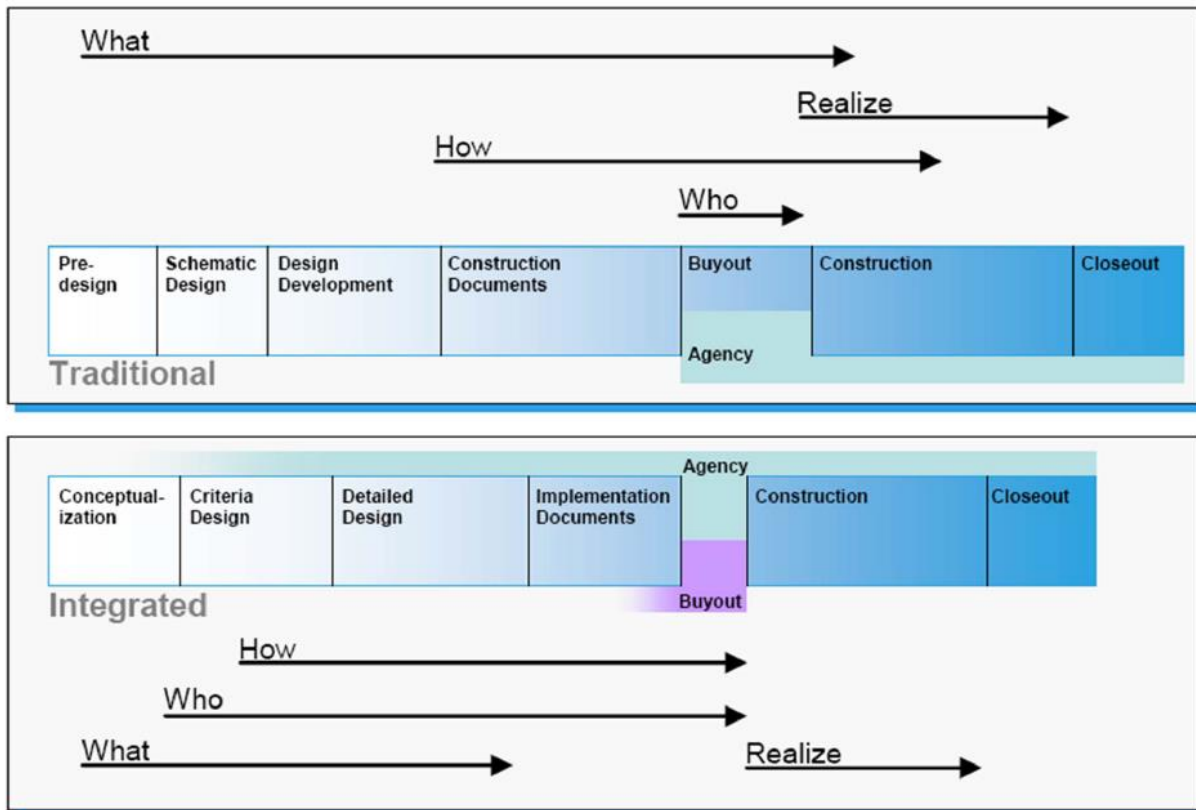 What
Realize
How
Who
Pre-
design
Schematic
Design
Design
Development
Construction
Documents
Buyout
Construction
Closeout
Agency
Traditional
Agency
Conceptual-
ization
Criteria
Design
Detailed
Design
Implementation
Documents
Construction
Closeout
Buyout
Integrated
How
Who
What
Realize